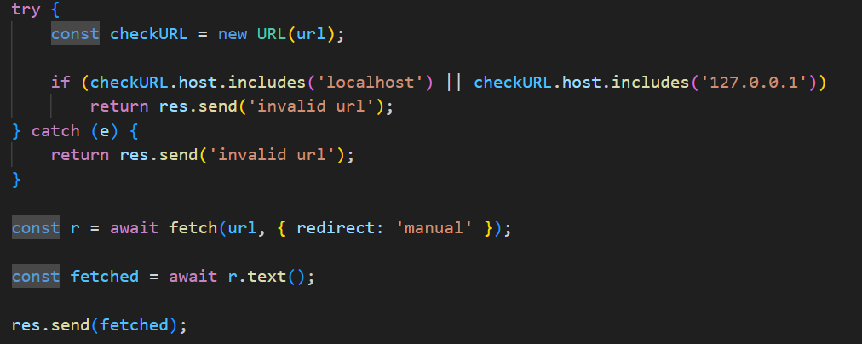 try {
const checkURL = new URL(url);
if (checkURL.host.includes('localhost') || checkURL.host.includes('127.0.0.1'))
return res.send('invalid url');
} catch (e) {
return res.send('invalid url');
}
const r = await fetch(url, { redirect: 'manual' });
const fetched = await r.text();
res.send(fetched);